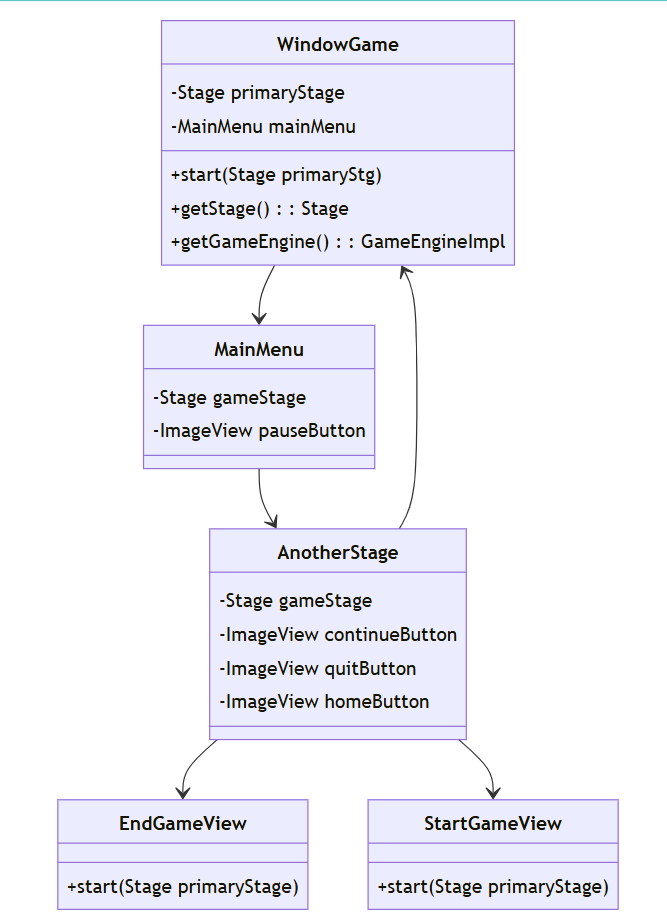 WindowGame
-Stage primaryStage
-MainMenu mainMenu
+start(Stage primaryStg)
+getStage() : : Stage
+getGameEngine() : : GameEngineImpl
MainMenu
-Stage gameStage
-ImageView pauseButton
AnotherStage
-Stage gameStage
-ImageView continueButton
-ImageView quitButton
-ImageView homeButton
EndGameView
+start(Stage primaryStage)
StartGameView
+start(Stage primaryStage)